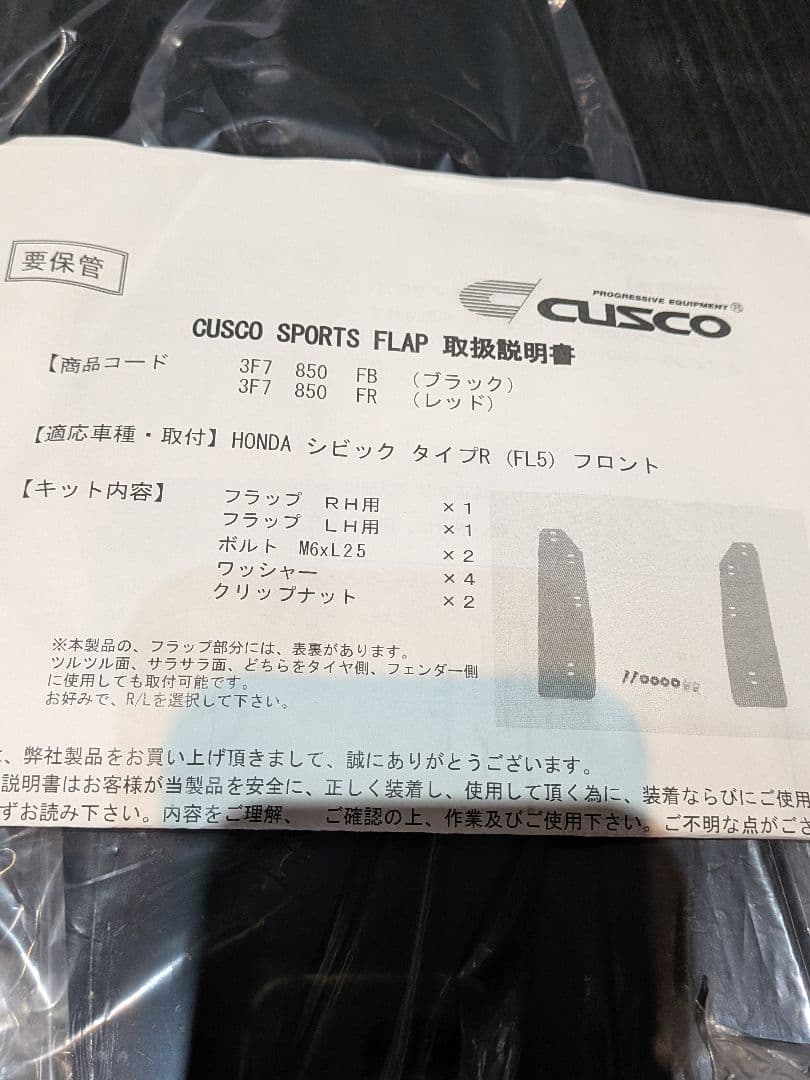 要保管
PROGRESSIVE EQUIPMENT
CUSCO ®
CUSCO SPORTS FLAP 取扱説明書
【商品コード 3F7 850 FB (ブラック)
3F7 850 FR (レッド)
【適応車種・取付】HONDA シビック タイプR (FL5) フロント
【キット内容】 フラップ RH用 ×1
フラップ LH用 ×1
ボルト M6xL25 ×2
ワッシャー ×4
クリップナット ×2
※本製品の、フラップ部分には、表裏があります。
ツルツル面、サラサラ面、どちらをタイヤ側、フェンダー側
に使用しても取付可能です。
お好みで、R/Lを選択して下さい。
、弊社製品をお買い上げ頂きまして、誠にありがとうございます。
説明書はお客様が当製品を安全に、正しく装着し、使用して頂く為に、装着ならびにご使用
ずお読み下さい。内容をご理解、 ご確認の上、作業及びご使用下さい。ご不明な点がござ